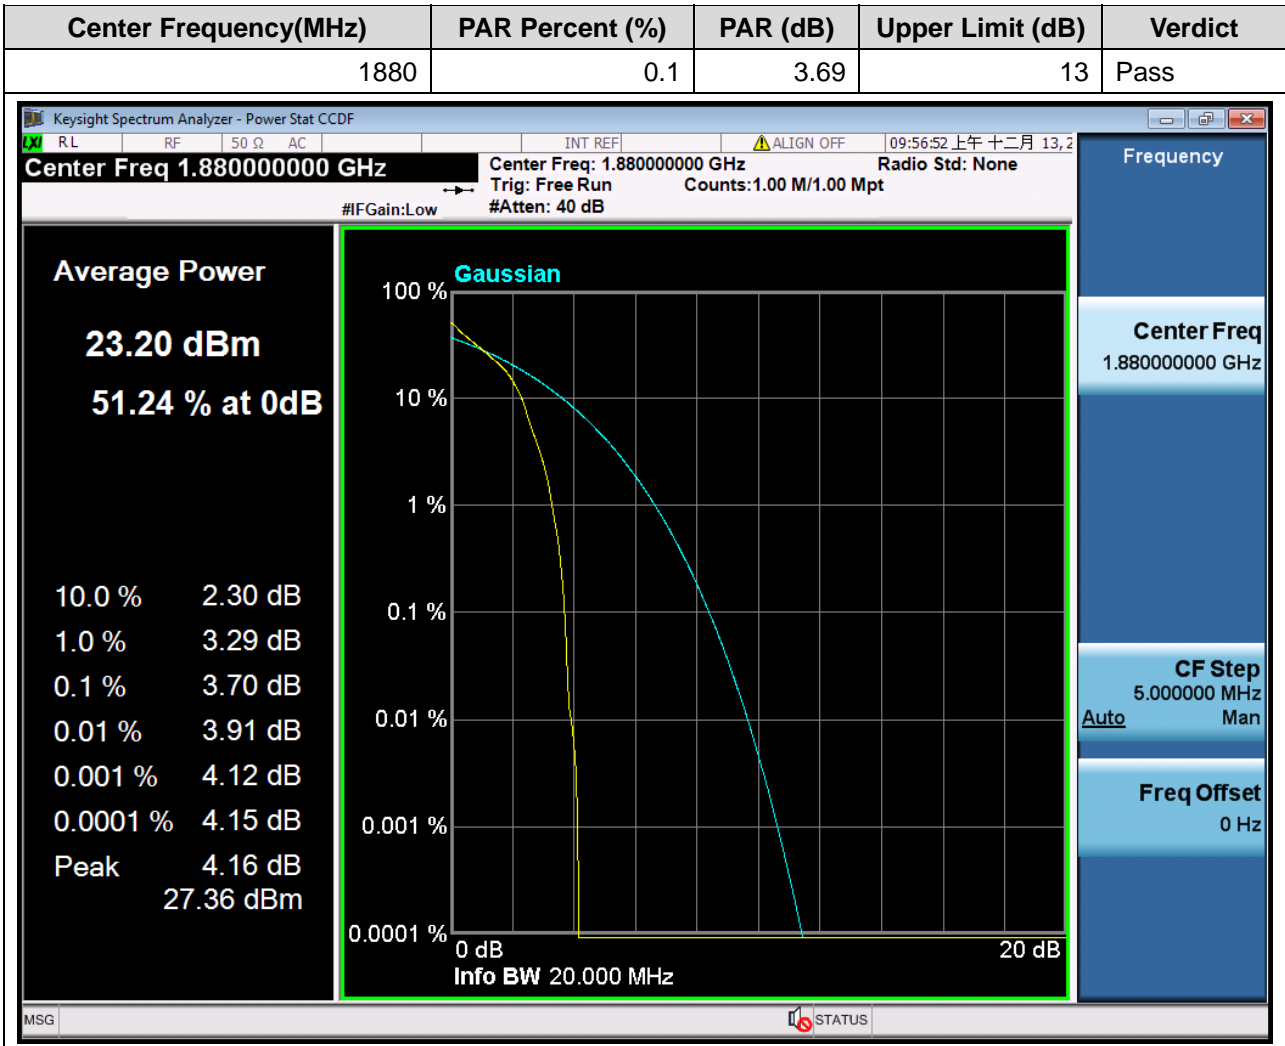 Center Frequency(MHz) PAR Percent (%) PAR (dB) Upper Limit (dB) Verdict
1880 0.1 3.69 13 Pass
Keysight Spectrum Analyzer - Power Stat CCDF
LXI RL RF 50 Ω AC INT REF ALIGN OFF 09:56:52 上午 十二月 13, 2
Center Freq 1.880000000 GHz
Center Freq: 1.880000000 GHz Radio Std: None
Trig: Free Run Counts:1.00 M/1.00 Mpt
#IFGain:Low #Atten: 40 dB
Average Power
23.20 dBm
51.24 % at 0dB
10.0 % 2.30 dB
1.0 % 3.29 dB
0.1 % 3.70 dB
0.01 % 3.91 dB
0.001 % 4.12 dB
0.0001 % 4.15 dB
Peak 4.16 dB
27.36 dBm
Gaussian
100 %
10 %
1 %
0.1 %
0.01 %
0.001 %
0.0001 %
0 dB 20 dB
Info BW 20.000 MHz
Frequency
Center Freq
1.880000000 GHz
CF Step
5.000000 MHz
Auto Man
Freq Offset
0 Hz
MSG STATUS